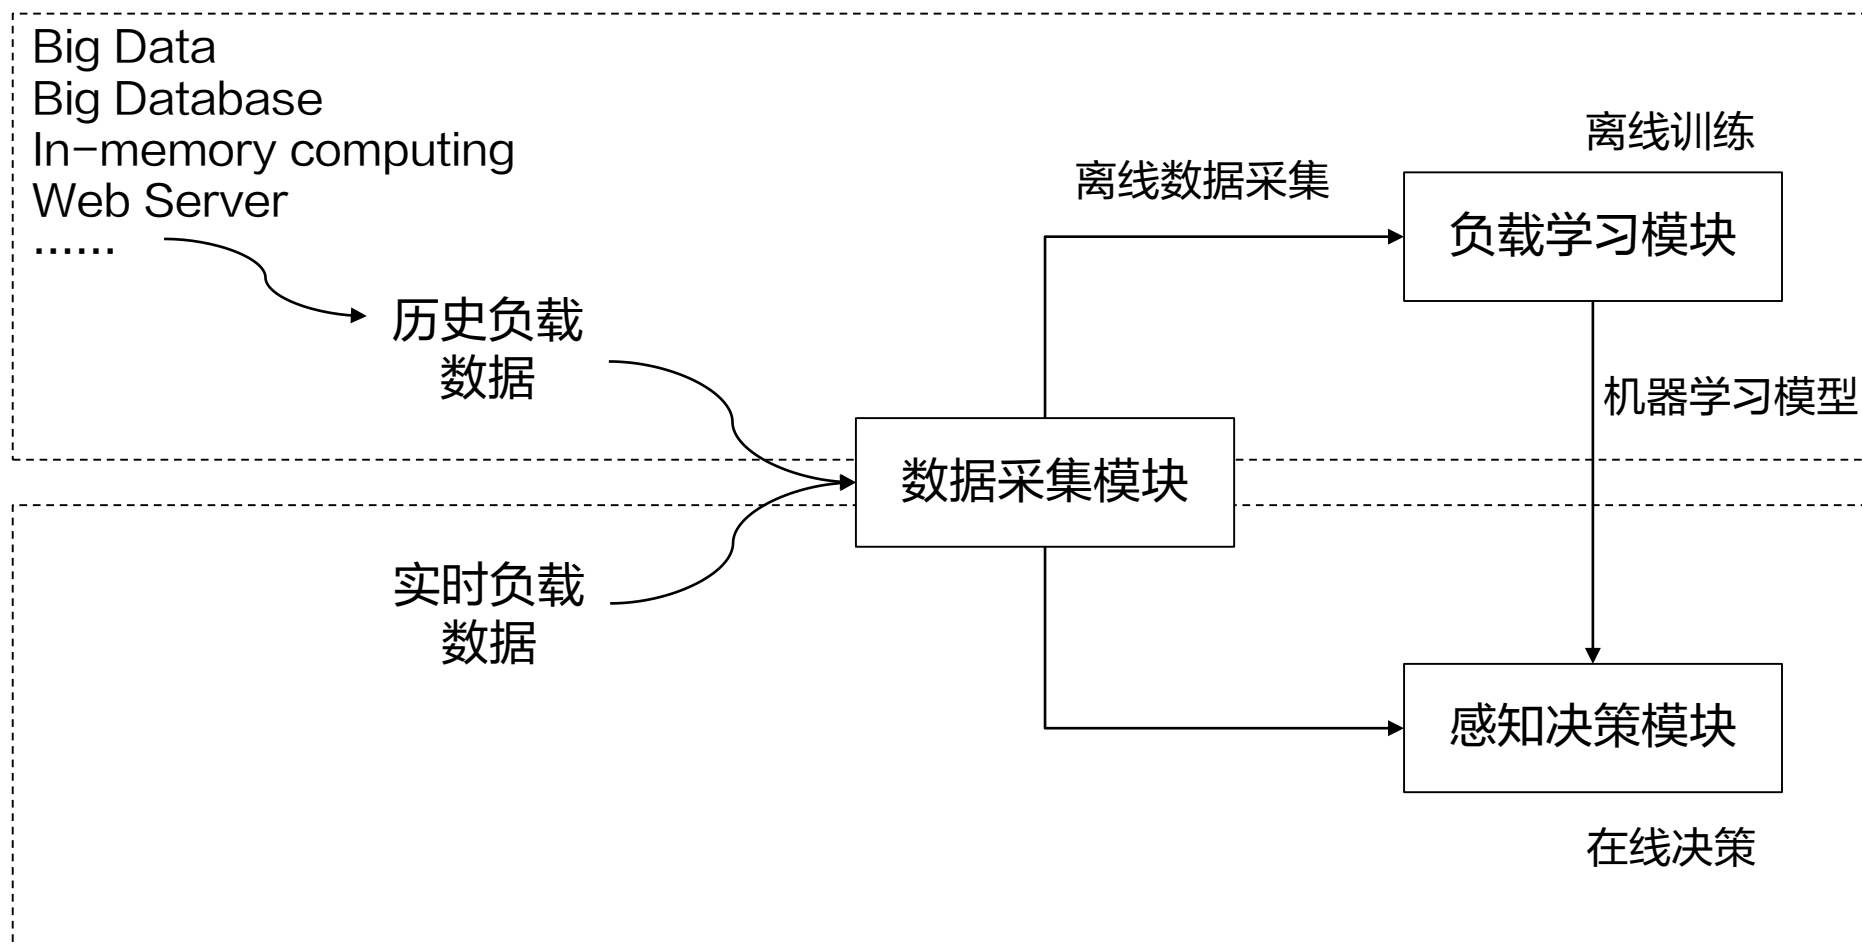 Big Data
Big Database
In-memory computing
Web Server
......
离线训练
离线数据采集
负载学习模块
历史负载
数据
机器学习模型
数据采集模块
实时负载
数据
感知决策模块
在线决策